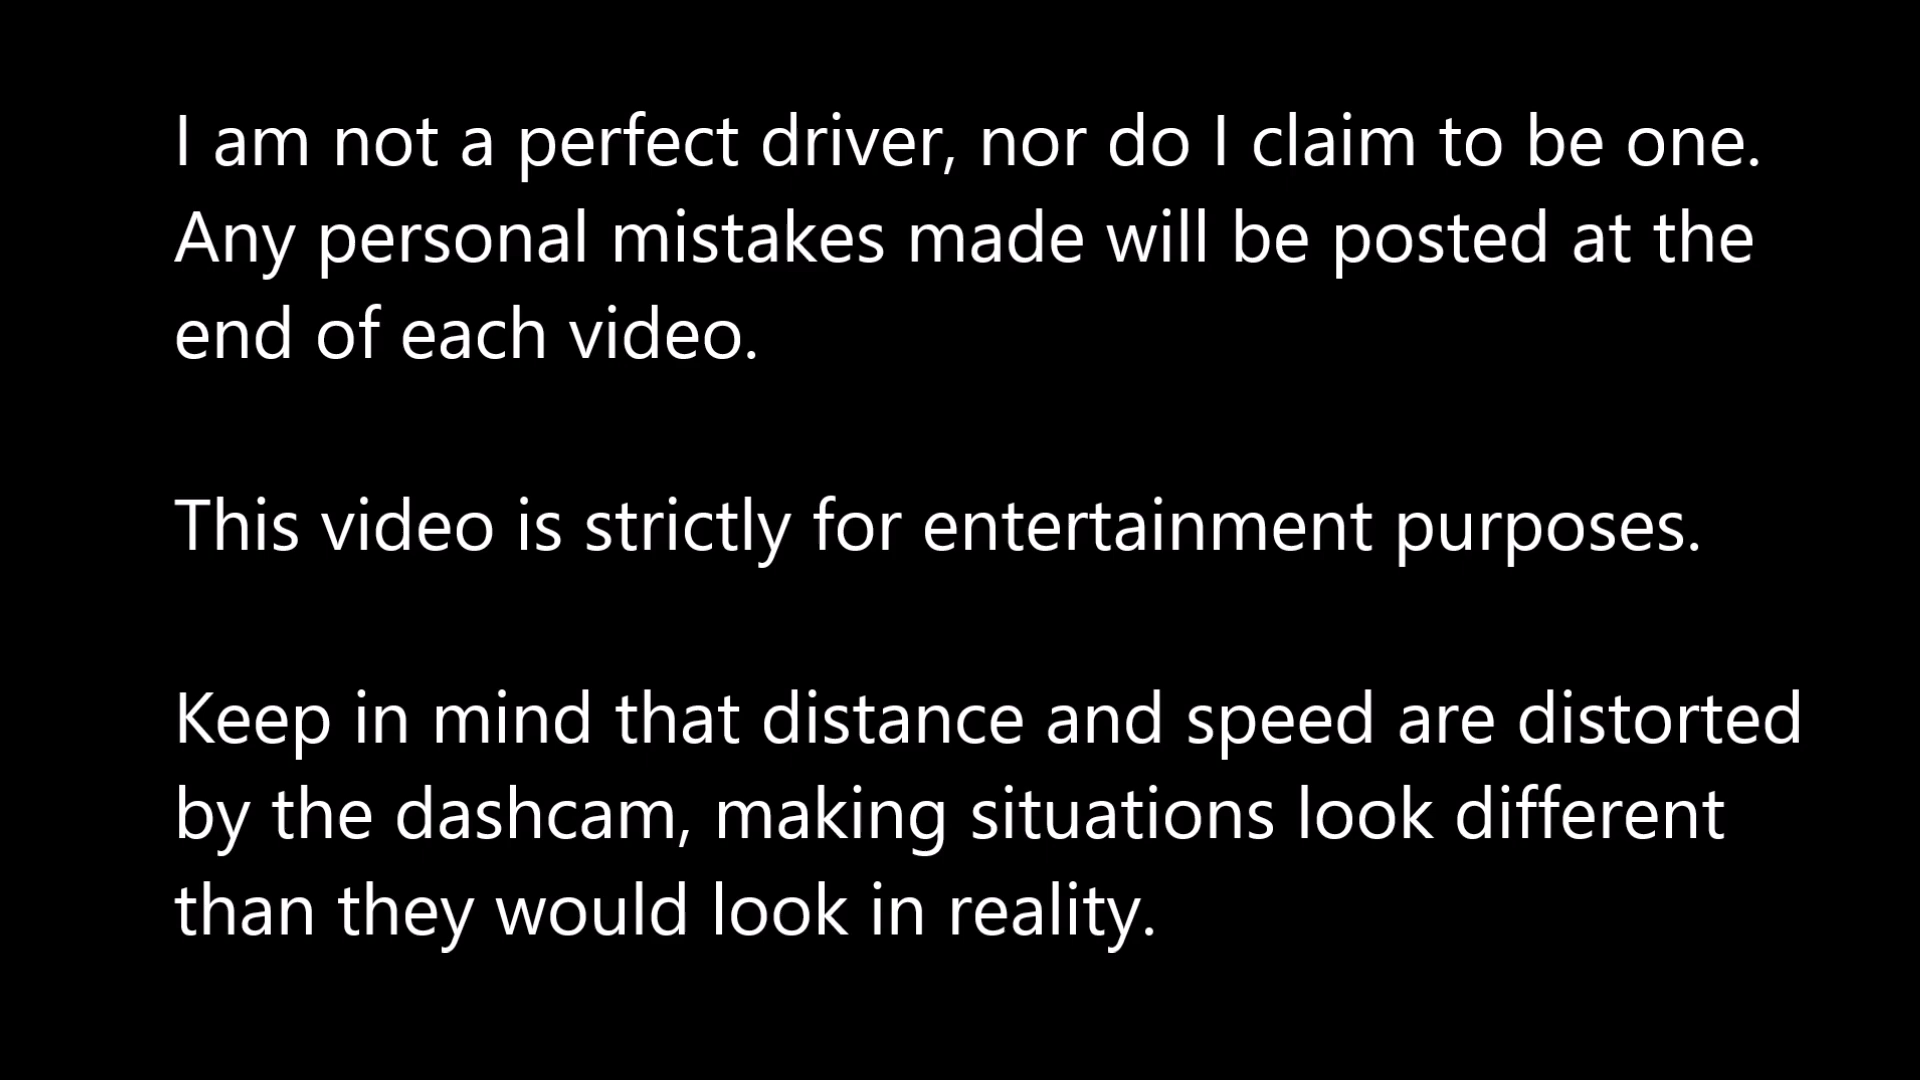 I am not a perfect driver, nor do I claim to be one.
Any personal mistakes made will be posted at the
end of each video.
This video is strictly for entertainment purposes.
Keep in mind that distance and speed are distorted
by the dashcam, making situations look different
than they would look in reality.